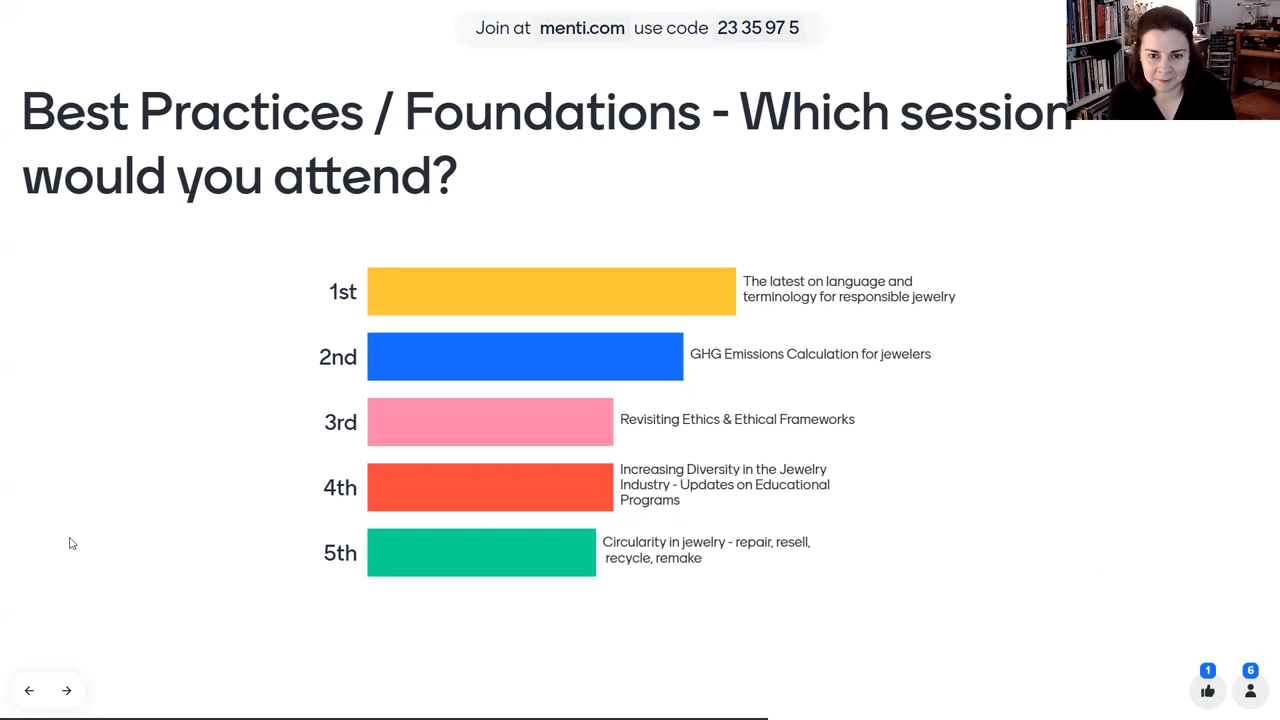 Join at menti.com use code 23 35 97 5
Best Practices / Foundations - Which session
would you attend?
1st
The latest on language and
terminology for responsible jewelry
2nd
GHG Emissions Calculation for jewelers
3rd
Revisiting Ethics & Ethical Frameworks
4th
Increasing Diversity in the Jewelry
Industry - Updates on Educational
Programs
5th
Circularity in jewelry - repair, resell,
recycle, remake
1
6